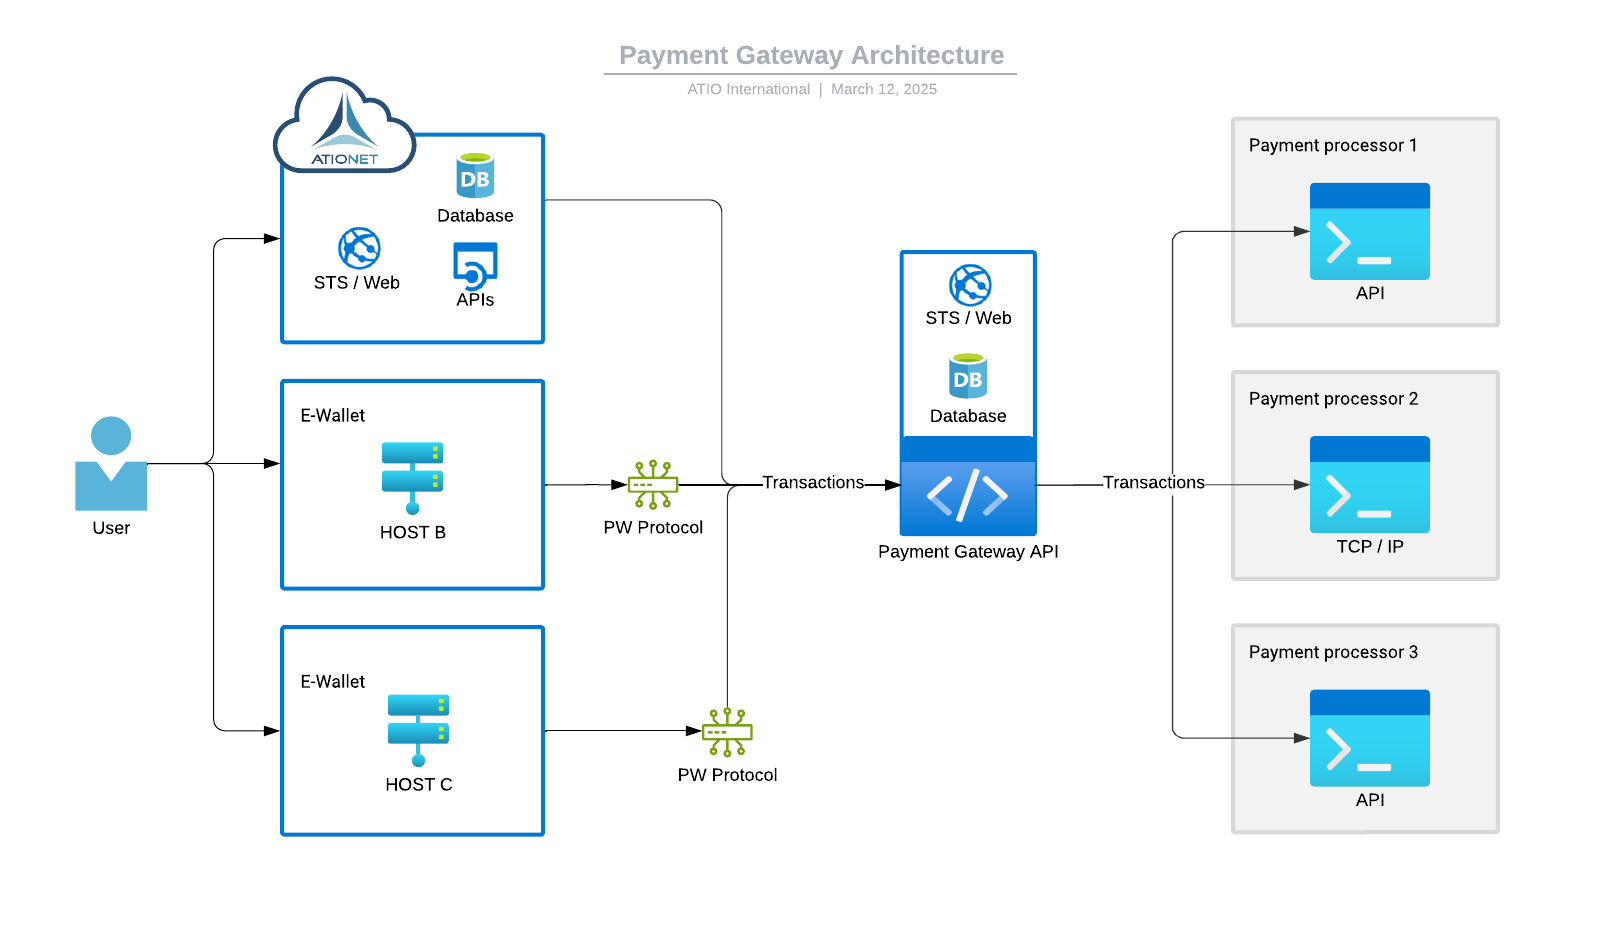 Payment Gateway Architecture
ATIO International | March 12, 2025
ATIONET
DB
Database
STS / Web
APIs
E-Wallet
HOST B
E-Wallet
HOST C
User
PW Protocol
PW Protocol
Transactions
STS / Web
DB
Database
</>
Payment Gateway API
Transactions
Payment processor 1
API
Payment processor 2
TCP / IP
Payment processor 3
API